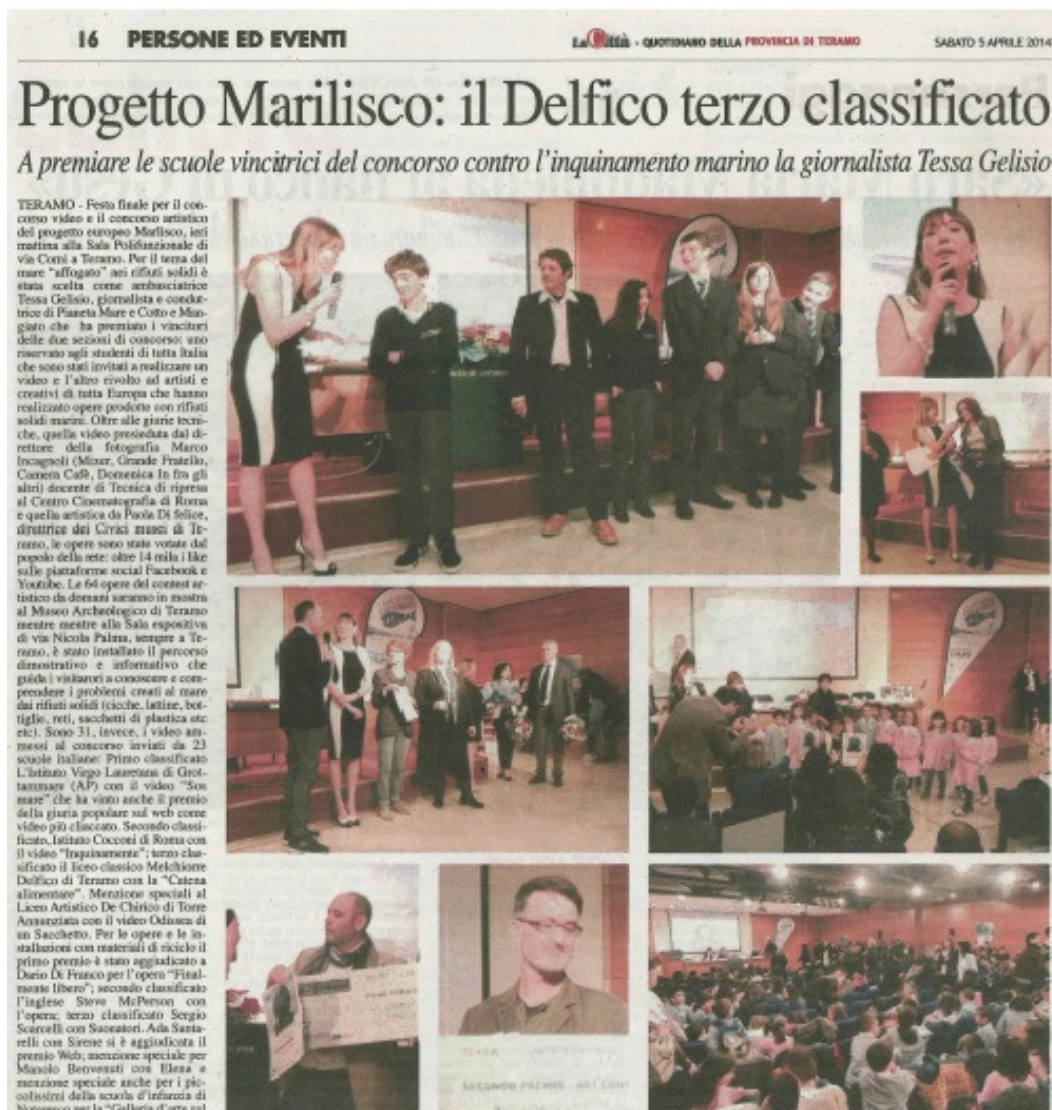 16 PERSONE ED EVENTI
La Città - QUOTIDIANO DELLA PROVINCIA DI TERAMO
SABATO 5 APRILE 2014
Progetto Marilisco: il Delfico terzo classificato
A premiare le scuole vincitrici del concorso contro l'inquinamento marino la giornalista Tessa Gelisio
TERAMO - Festa finale per il con-
corso video e il concorso artistico
del progetto europeo Marlisco, ieri
mattina alla Sala Polifunzionale di
via Comi a Teramo. Per il tema del
mare "affogato" nei rifiuti solidi è
stata scelta come ambasciatrice
Tessa Gelisio, giornalista e condut-
trice di Pianeta Mare e Cotto e Man-
giato che ha premiato i vincitori
delle due sezioni di concorso: uno
riservato agli studenti di tutta Italia
che sono stati invitati a realizzare un
video e l'altro rivolto ad artisti e
creativi di tutta Europa che hanno
realizzato opere prodotte con rifiuti
solidi marini. Oltre alle giurie tecni-
che, quella video presieduta dal di-
rettore della fotografia Marco
Incagnoli (Mixer, Grande Fratello,
Camera Cafè, Domenica In fra gli
altri) docente di Tecnica di ripresa
al Centro Cinematografia di Roma
e quella artistica da Paola Di felice,
direttrice dei Civici musei di Te-
ramo, le opere sono state votate dal
popolo della rete: oltre 14 mila i like
sulle piattaforme social Facebook e
Youtube. Le 64 opere del contest ar-
tistico da domani saranno in mostra
al Museo Archeologico di Teramo
mentre mentre alla Sala espositiva
di via Nicola Palma, sempre a Te-
ramo, è stato installato il percorso
dimostrativo e informativo che
guida i visitatori a conoscere e com-
prendere i problemi creati al mare
dai rifiuti solidi (cicche, lattine, bot-
tiglie, reti, sacchetti di plastica etc
etc). Sono 31, invece, i video am-
messi al concorso inviati da 23
scuole italiane: Primo classificato
L'Istituto Virgo Lauretana di Grot-
tammare (AP) con il video "Sos
mare" che ha vinto anche il premio
della giuria popolare sul web come
video più cliaccato. Secondo classi-
ficato, Istituto Cocconi di Roma con
il video "Inquinamente"; terzo clas-
sificato il liceo classico Melchiorre
Delfico di Teramo con la "Catena
alimentare". Menzione speciali al
Liceo Artistico De Chirico di Torre
Annunziata con il video Odissea di
un Sacchetto. Per le opere e le in-
stallazioni con materiali di riciclo il
primo premio è stato aggiudicato a
Dario Di Franco per l'opera "Final-
mente libero"; secondo classificato
l'inglese Steve McPerson con
l'opera; terzo classificato Sergio
Scarcelli con Suonatori. Ada Santa-
relli con Sirene si è aggiudicata il
premio Web; menzione speciale per
Manolo Benvenuti con Elena e
menzione speciale anche per i pic-
colissimi della scuola d'infanzia di
Notaresco per la "Galleria d'arte sul